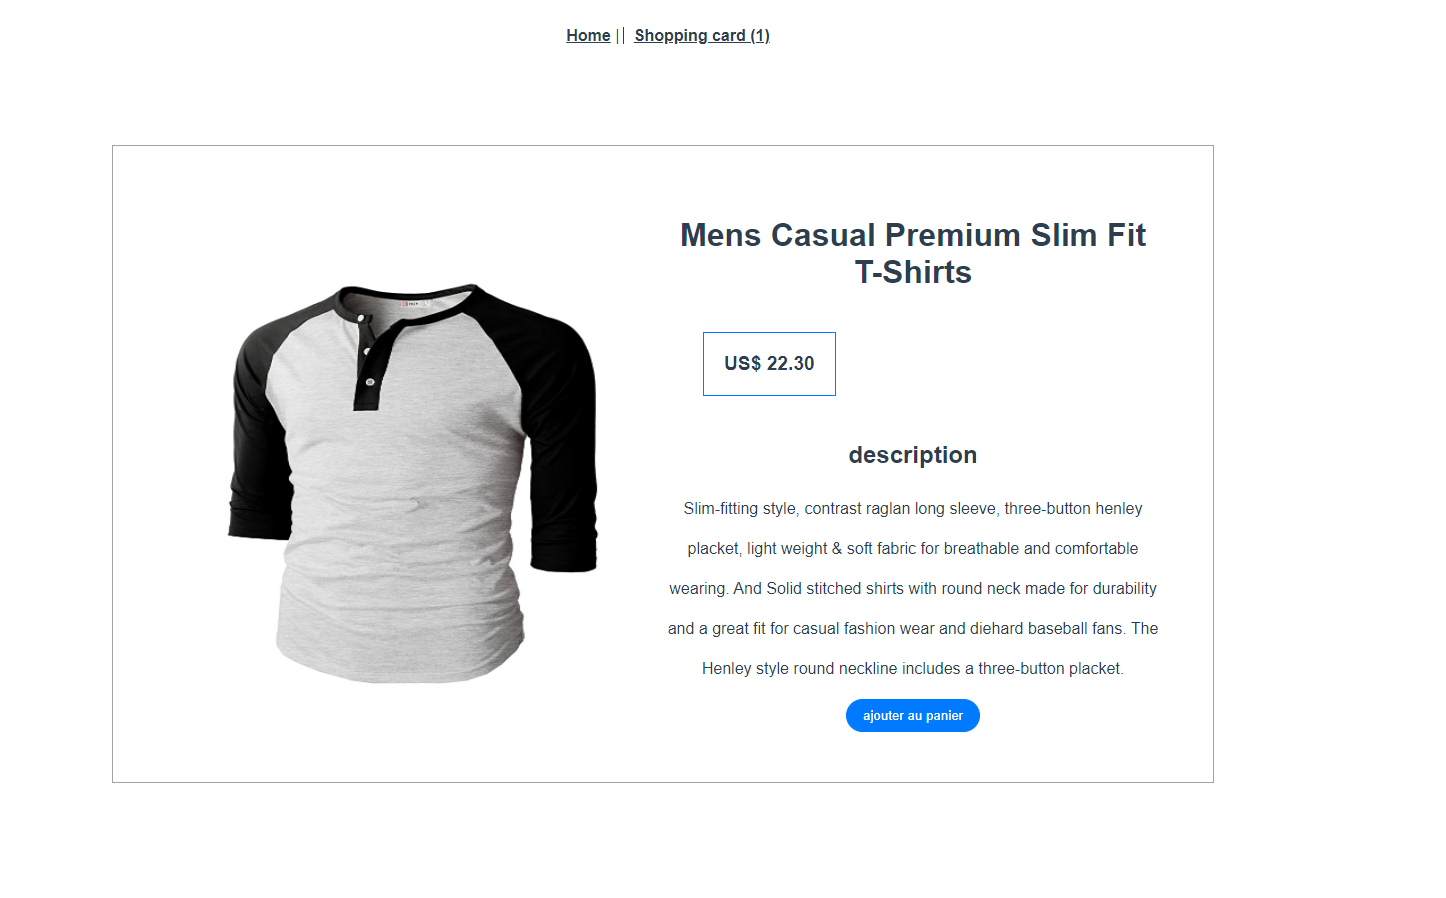 Home || Shopping card (1)
Mens Casual Premium Slim Fit
T-Shirts
US$ 22.30
description
Slim-fitting style, contrast raglan long sleeve, three-button henley
placket, light weight & soft fabric for breathable and comfortable
wearing. And Solid stitched shirts with round neck made for durability
and a great fit for casual fashion wear and diehard baseball fans. The
Henley style round neckline includes a three-button placket.
ajouter au panier